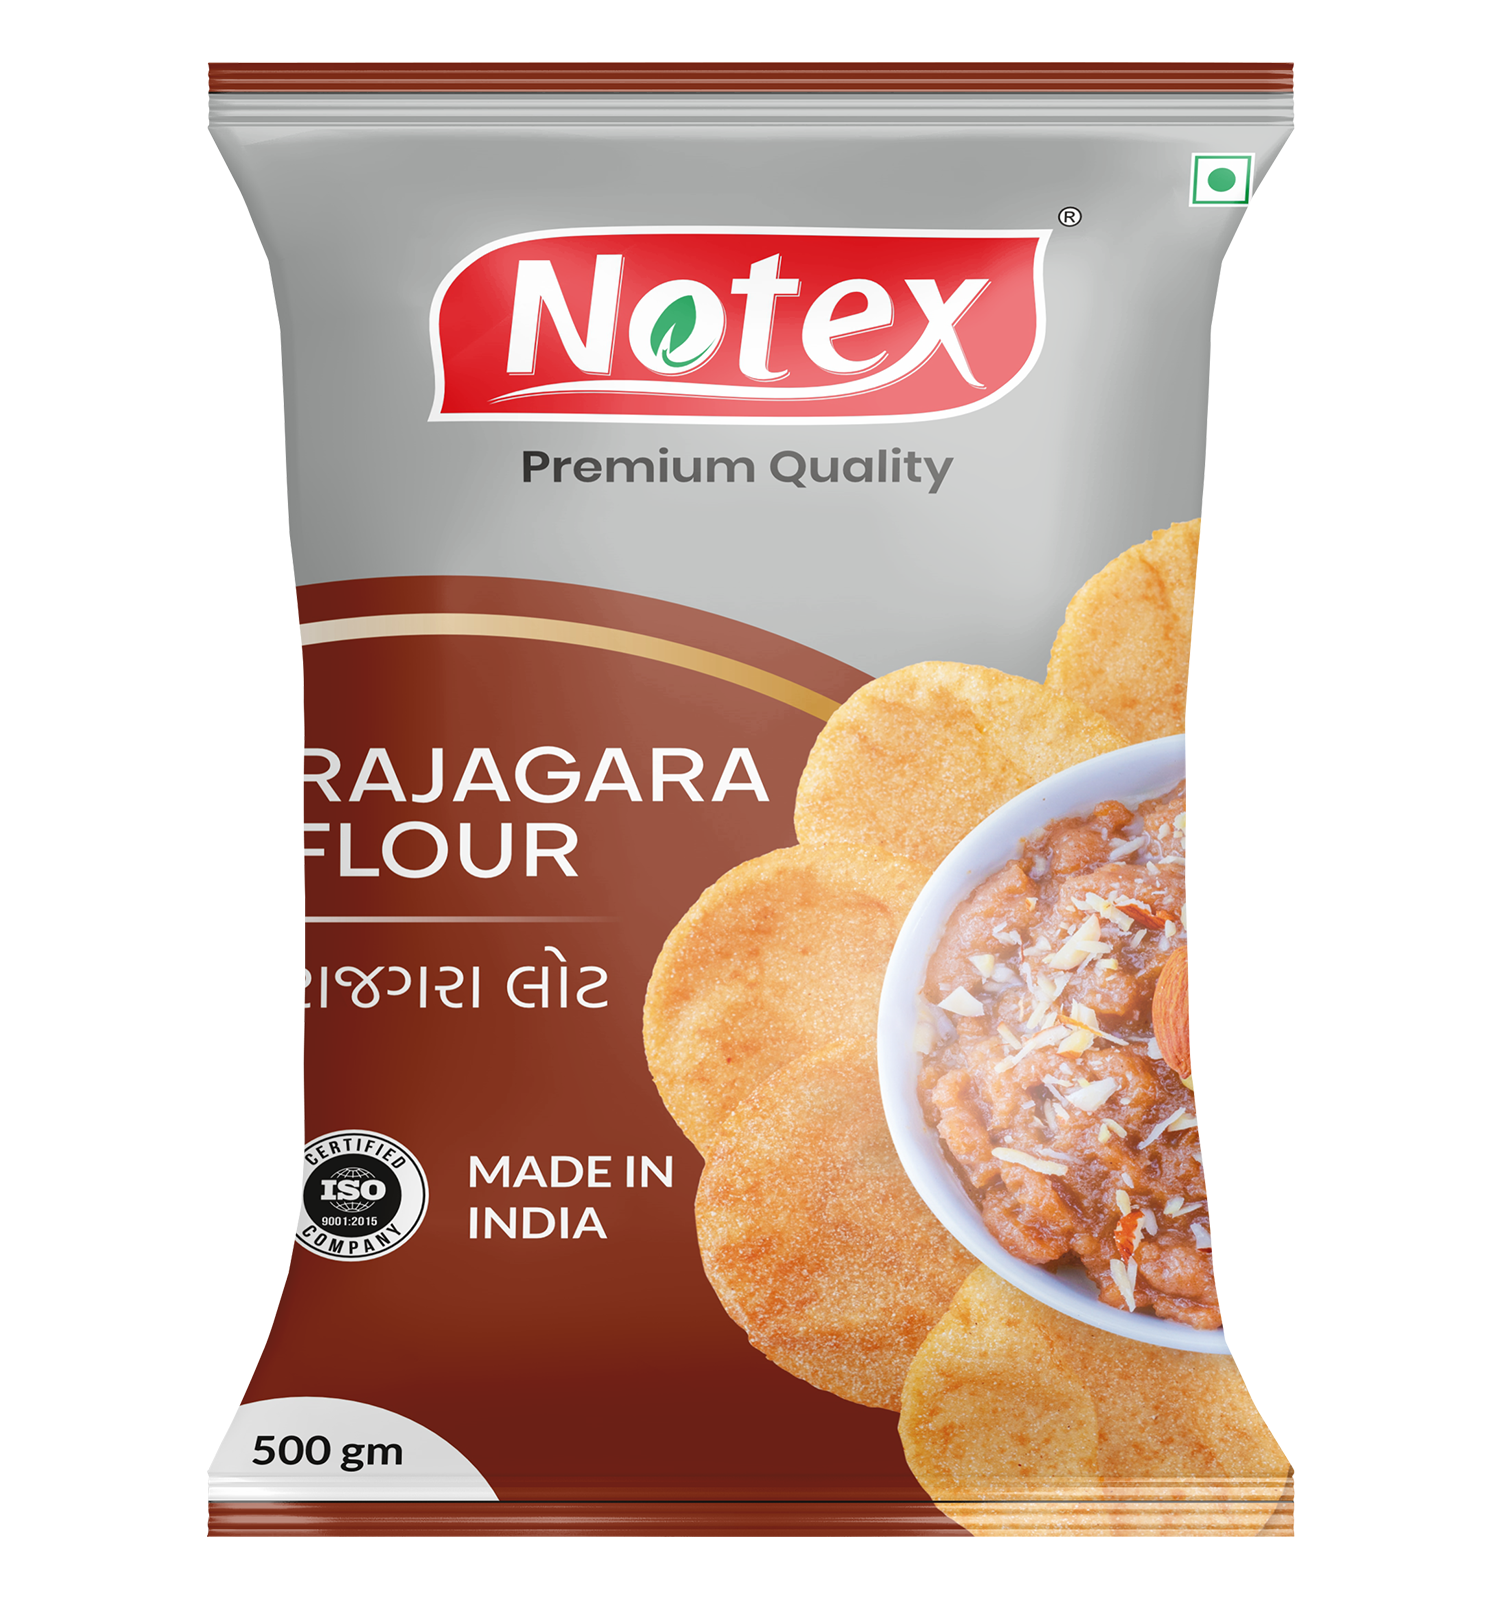 Notex
®
Premium Quality
RAJAGARA
FLOUR
રાજગરા લોટ
CERTIFIED
ISO
9001:2015
COMPANY
MADE IN
INDIA
500 gm